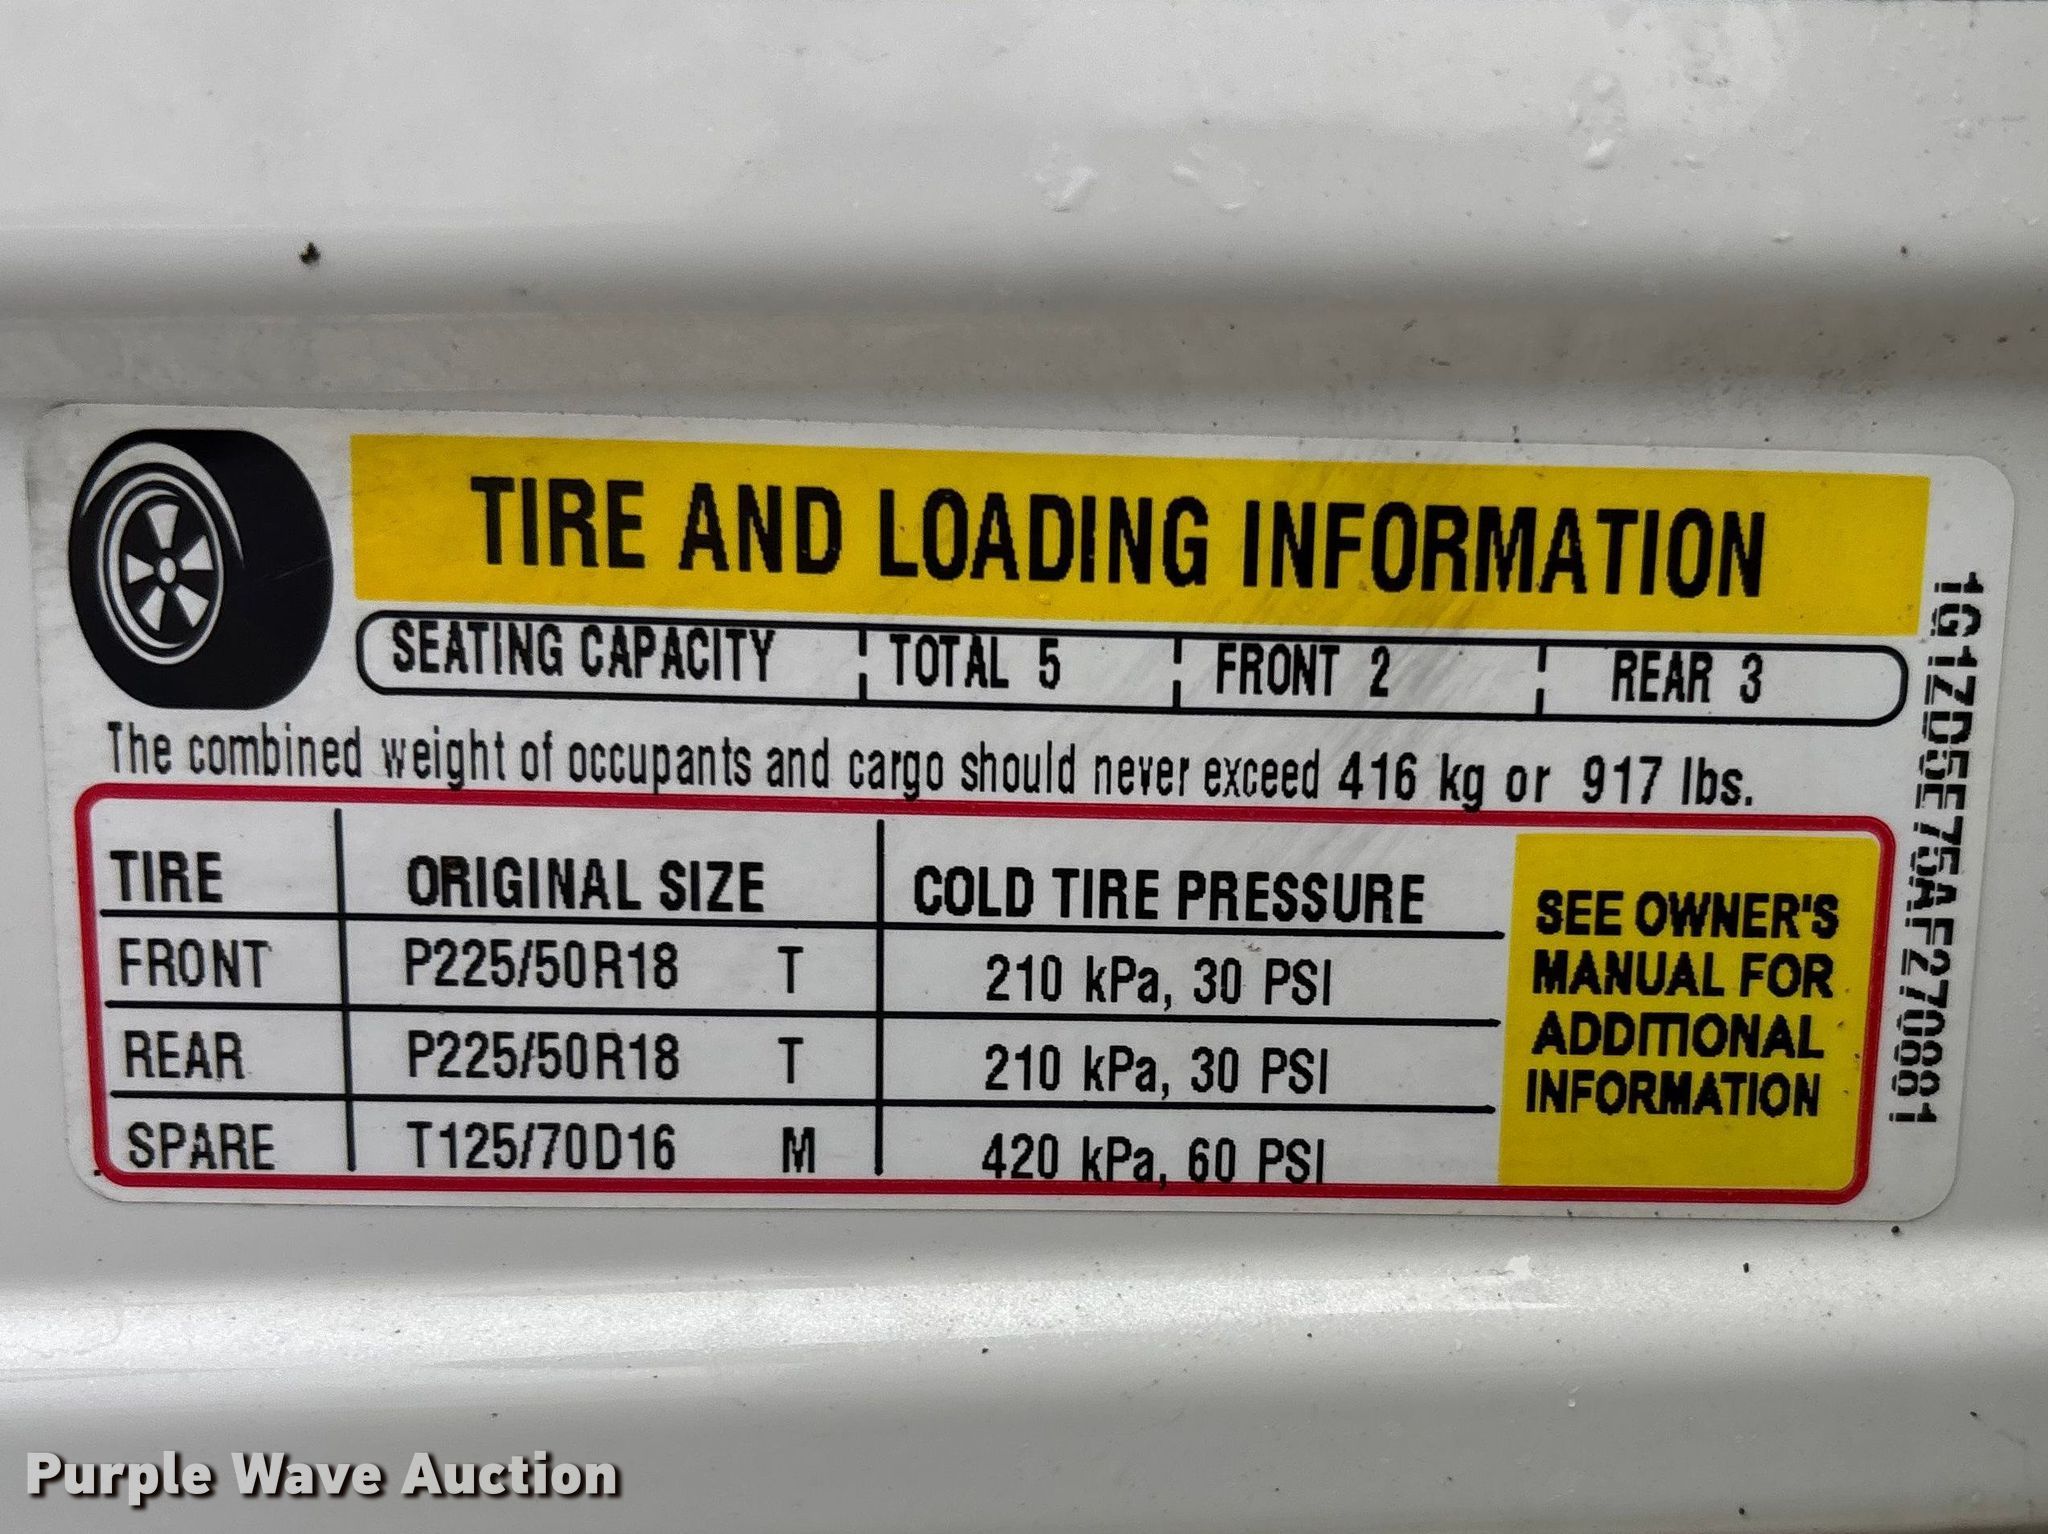 TIRE AND LOADING INFORMATION
SEATING CAPACITY TOTAL 5 FRONT 2 REAR 3
The combined weight of occupants and cargo should never exceed 416 kg or 917 lbs.
TIRE ORIGINAL SIZE COLD TIRE PRESSURE
FRONT P225/50R18 T 210 kPa, 30 PSI
REAR P225/50R18 T 210 kPa, 30 PSI
SPARE T125/70D16 M 420 kPa, 60 PSI
SEE OWNER'S
MANUAL FOR
ADDITIONAL
INFORMATION
1G1ZD5E75AF270881
Purple Wave Auction